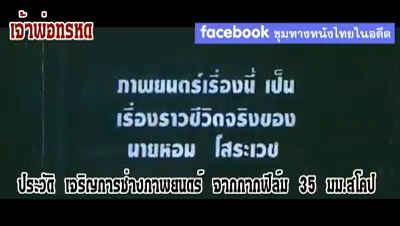 เจ้าพ่อทรหด
facebook ชุมทางหนังไทยในอดีต
ภาพยนตร์เรื่องนี้ เป็น
เรื่องราวชีวิตจริงของ
นายหอม โสระเวช
ประวัติ เจริญการช่างภาพยนตร์ จากกากฟิล์ม 35 มม.สโคป